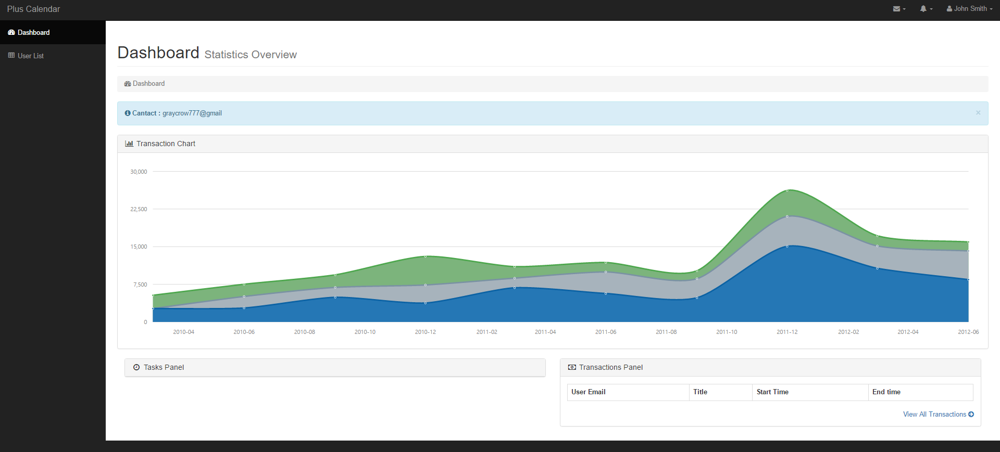 Plus Calendar
John Smith
Dashboard
User List
Dashboard Statistics Overview
Dashboard
Cantact : graycrow777@gmail
×
Transaction Chart
30,000
22,500
15,000
7,500
0
2010-04 2010-06 2010-08 2010-10 2010-12 2011-02 2011-04 2011-06 2011-08 2011-10 2011-12 2012-02 2012-04 2012-06
Tasks Panel
Transactions Panel
User Email Title Start Time End time
View All Transactions